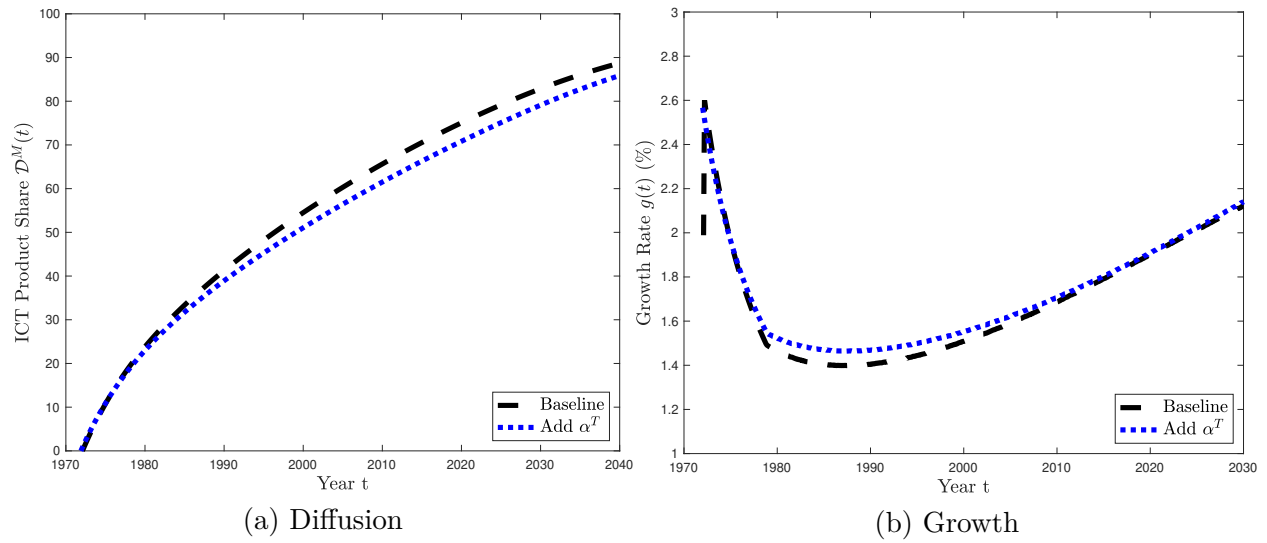 100
90
80
70
60
50
40
30
20
10
0
1970 1980 1990 2000 2010 2020 2030 2040
ICT Product Share 𝒟^M(t)
Year t
Baseline
Add α^T
(a) Diffusion
3
2.8
2.6
2.4
2.2
2
1.8
1.6
1.4
1.2
1
1970 1980 1990 2000 2010 2020 2030
Growth Rate g(t) (%)
Year t
Baseline
Add α^T
(b) Growth